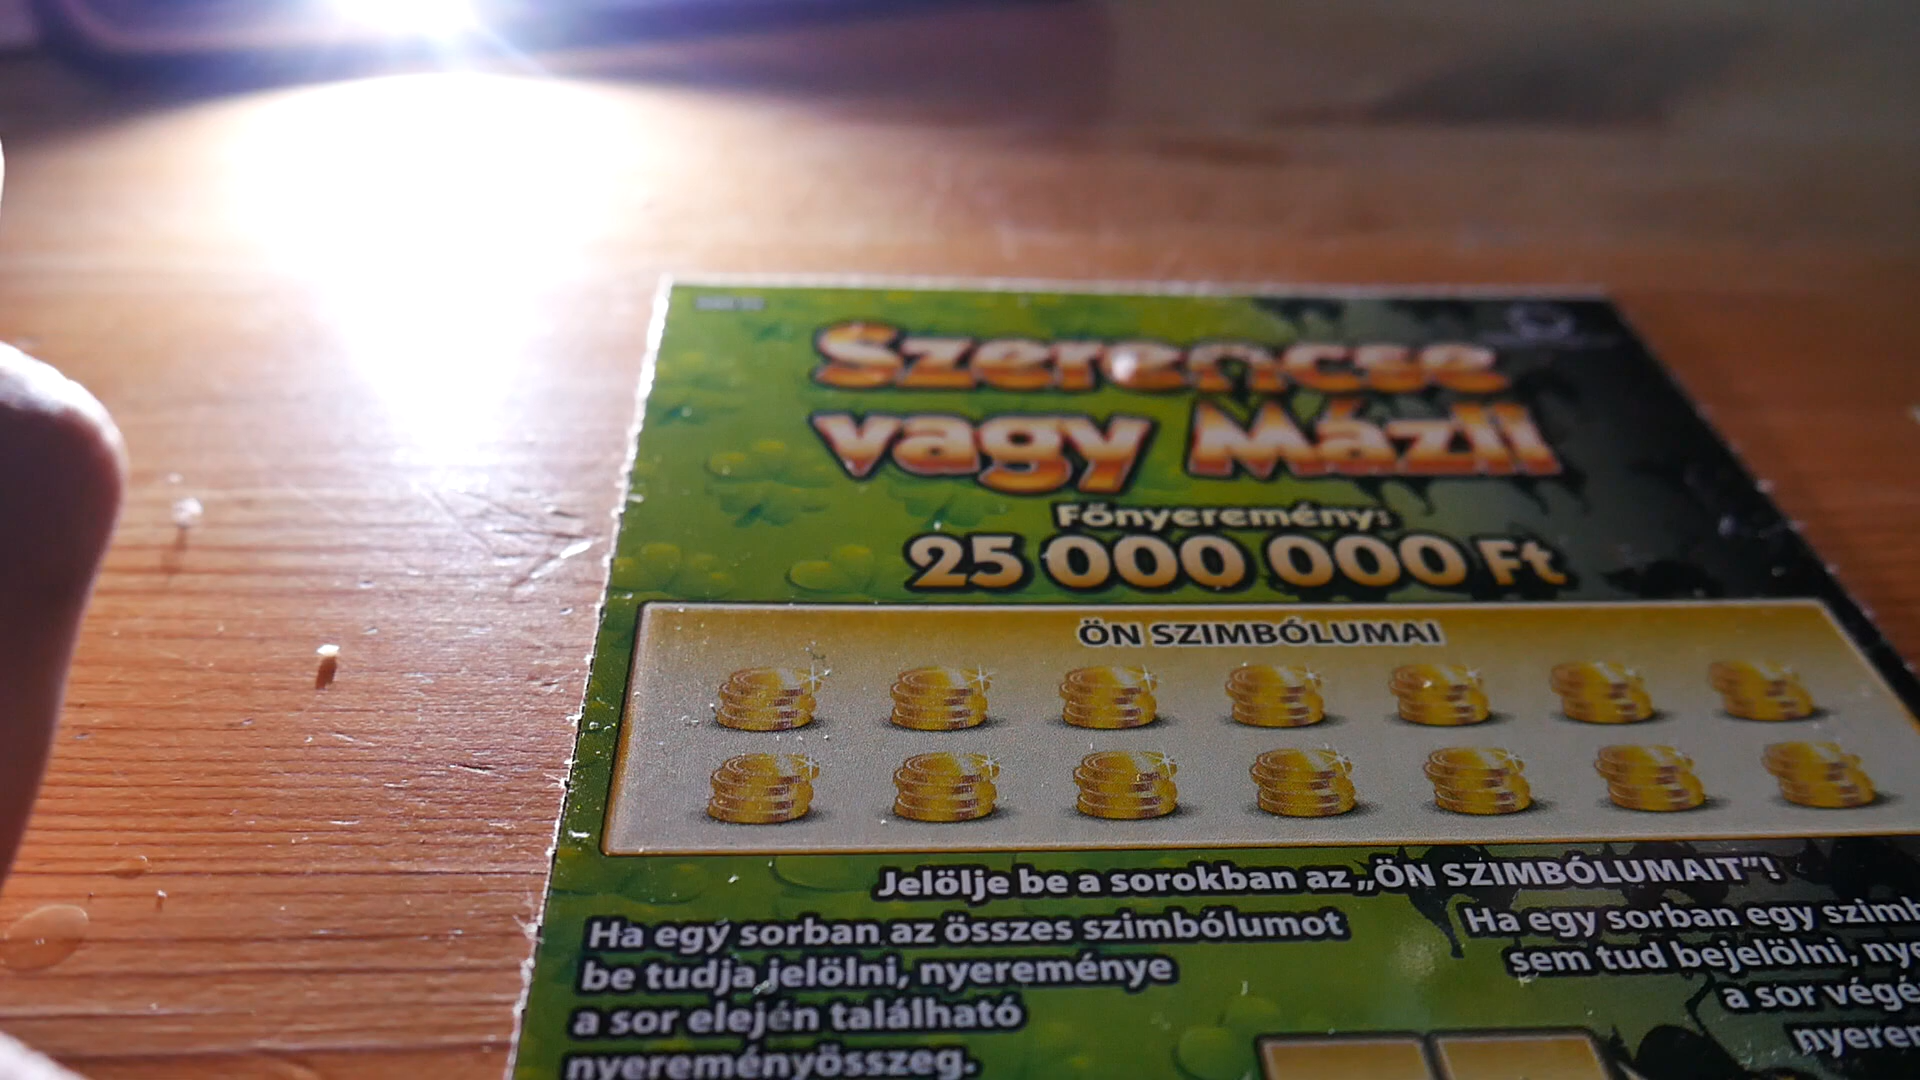 Szerencse
vagy Mázli
Főnyeremény:
25 000 000 Ft
ÖN SZIMBÓLUMAI
Jelölje be a sorokban az „ÖN SZIMBÓLUMAIT”!
Ha egy sorban az összes szimbólumot
be tudja jelölni, nyereménye
a sor elején található
nyereményösszeg.
Ha egy sorban egy szimb
sem tud bejelölni, nye
a sor végé
nyerem